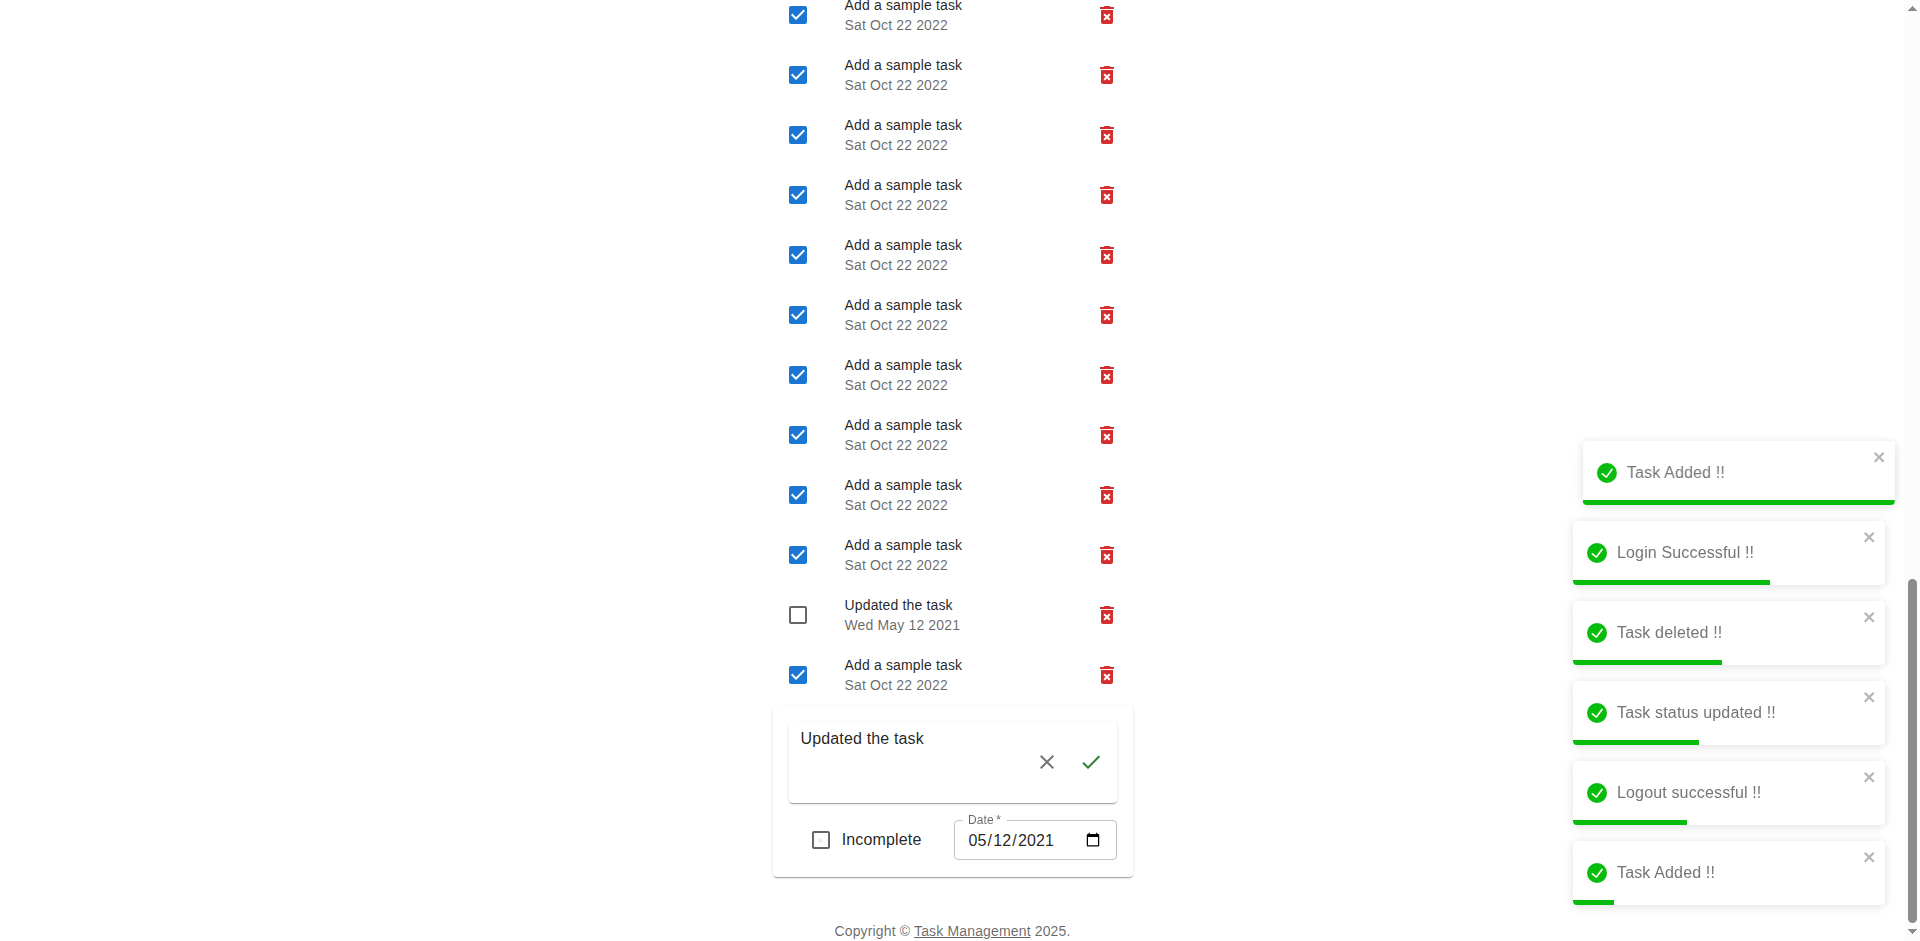 Add a sample task
Sat Oct 22 2022
Add a sample task
Sat Oct 22 2022
Add a sample task
Sat Oct 22 2022
Add a sample task
Sat Oct 22 2022
Add a sample task
Sat Oct 22 2022
Add a sample task
Sat Oct 22 2022
Add a sample task
Sat Oct 22 2022
Add a sample task
Sat Oct 22 2022
Add a sample task
Sat Oct 22 2022
Add a sample task
Sat Oct 22 2022
Updated the task
Wed May 12 2021
Add a sample task
Sat Oct 22 2022
Updated the task
Incomplete
Date *
05/12/2021
Copyright © Task Management 2025.
Task Added !!
Login Successful !!
Task deleted !!
Task status updated !!
Logout successful !!
Task Added !!